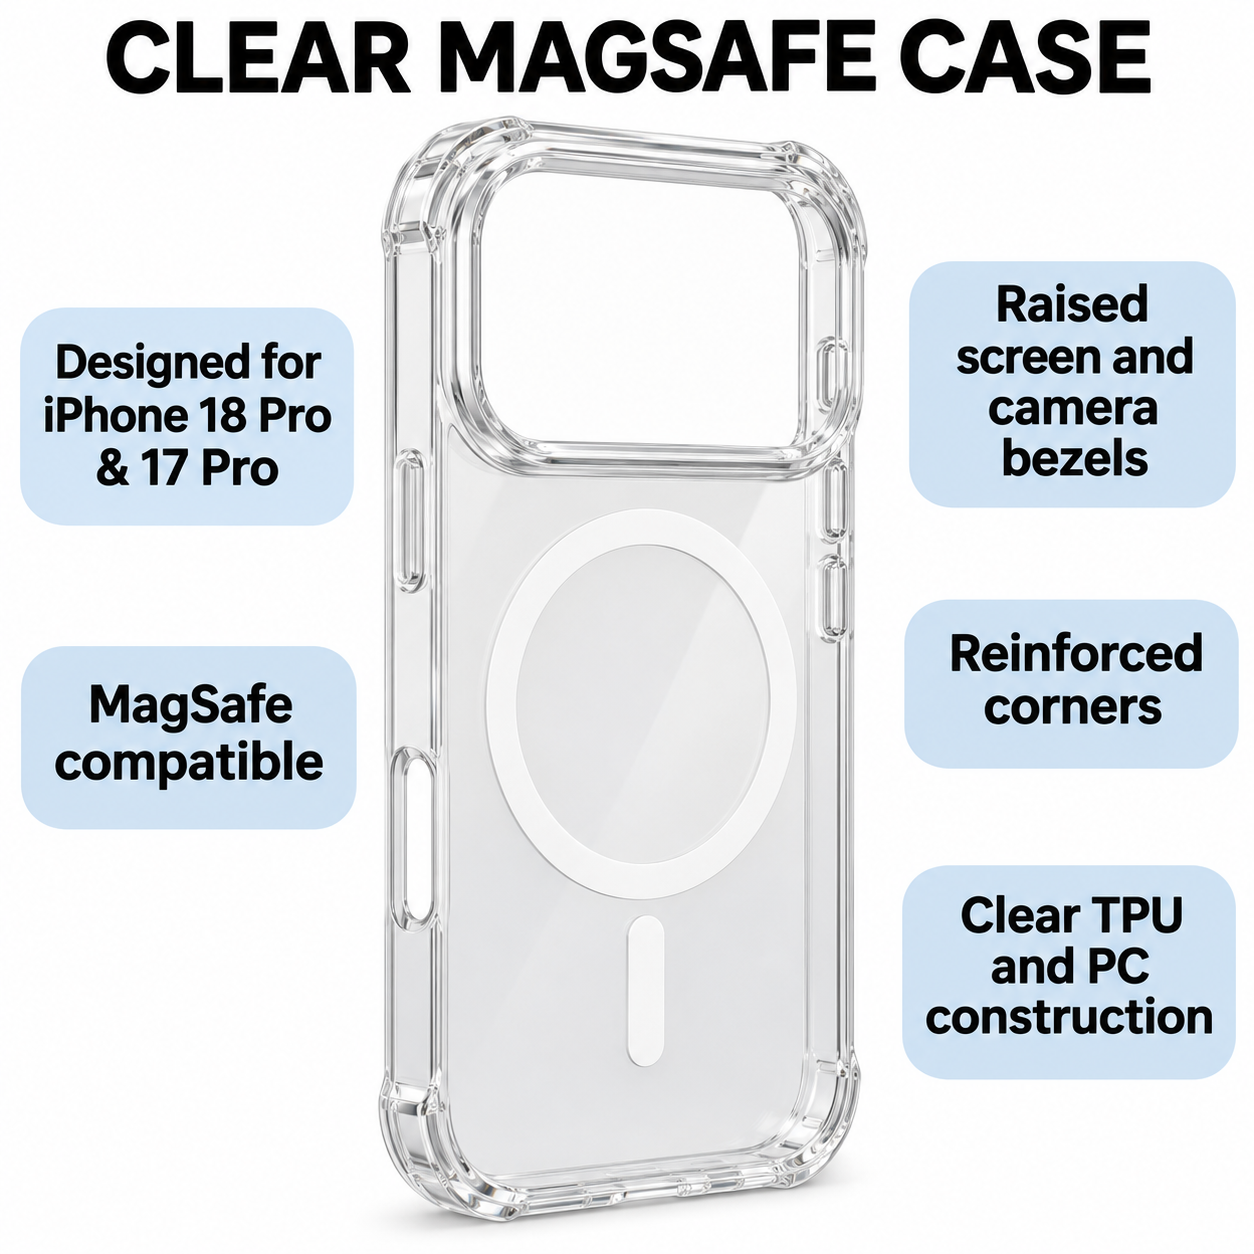 CLEAR MAGSAFE CASE
Designed for
iPhone 18 Pro
& 17 Pro
MagSafe
compatible
Raised
screen and
camera
bezels
Reinforced
corners
Clear TPU
and PC
construction